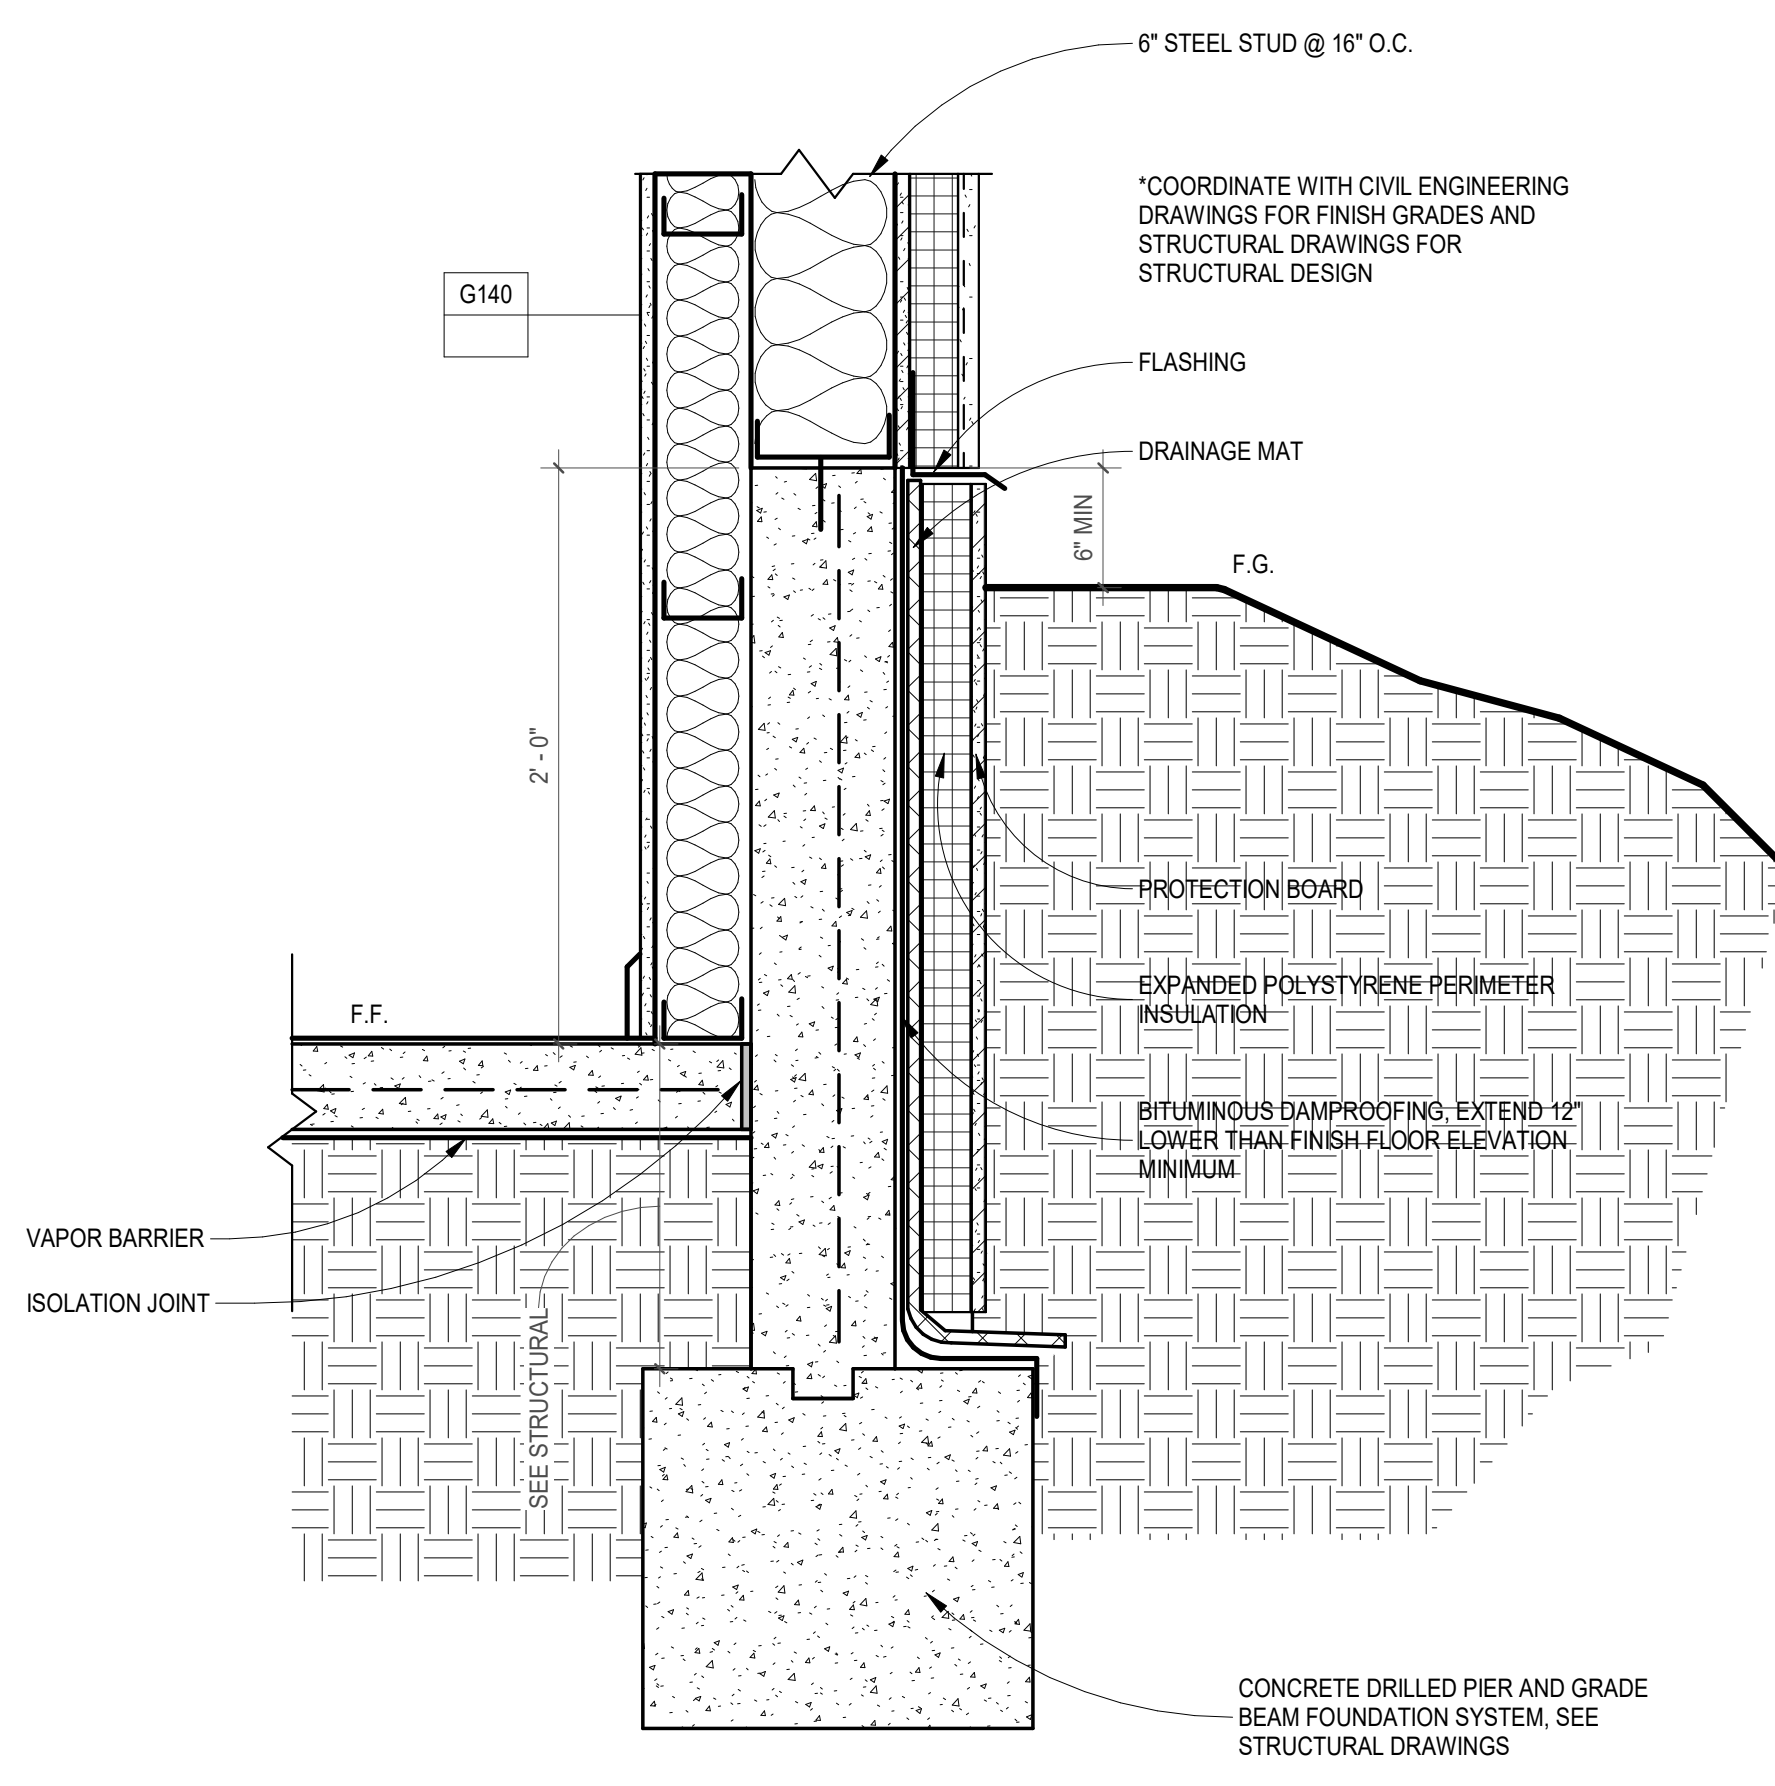 6" STEEL STUD @ 16" O.C.
*COORDINATE WITH CIVIL ENGINEERING
DRAWINGS FOR FINISH GRADES AND
STRUCTURAL DRAWINGS FOR
STRUCTURAL DESIGN
G140
FLASHING
DRAINAGE MAT
6" MIN
F.G.
2' - 0"
PROTECTION BOARD
EXPANDED POLYSTYRENE PERIMETER
INSULATION
F.F.
BITUMINOUS DAMPROOFING, EXTEND 12"
LOWER THAN FINISH FLOOR ELEVATION
MINIMUM
VAPOR BARRIER
ISOLATION JOINT
SEE STRUCTURAL
CONCRETE DRILLED PIER AND GRADE
BEAM FOUNDATION SYSTEM, SEE
STRUCTURAL DRAWINGS